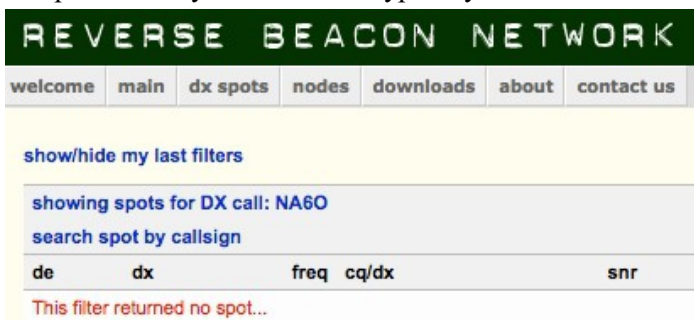 REVERSE BEACON NETWORK
welcome main dx spots nodes downloads about contact us
show/hide my last filters
showing spots for DX call: NA6O
search spot by callsign
de dx freq cq/dx snr
This filter returned no spot...